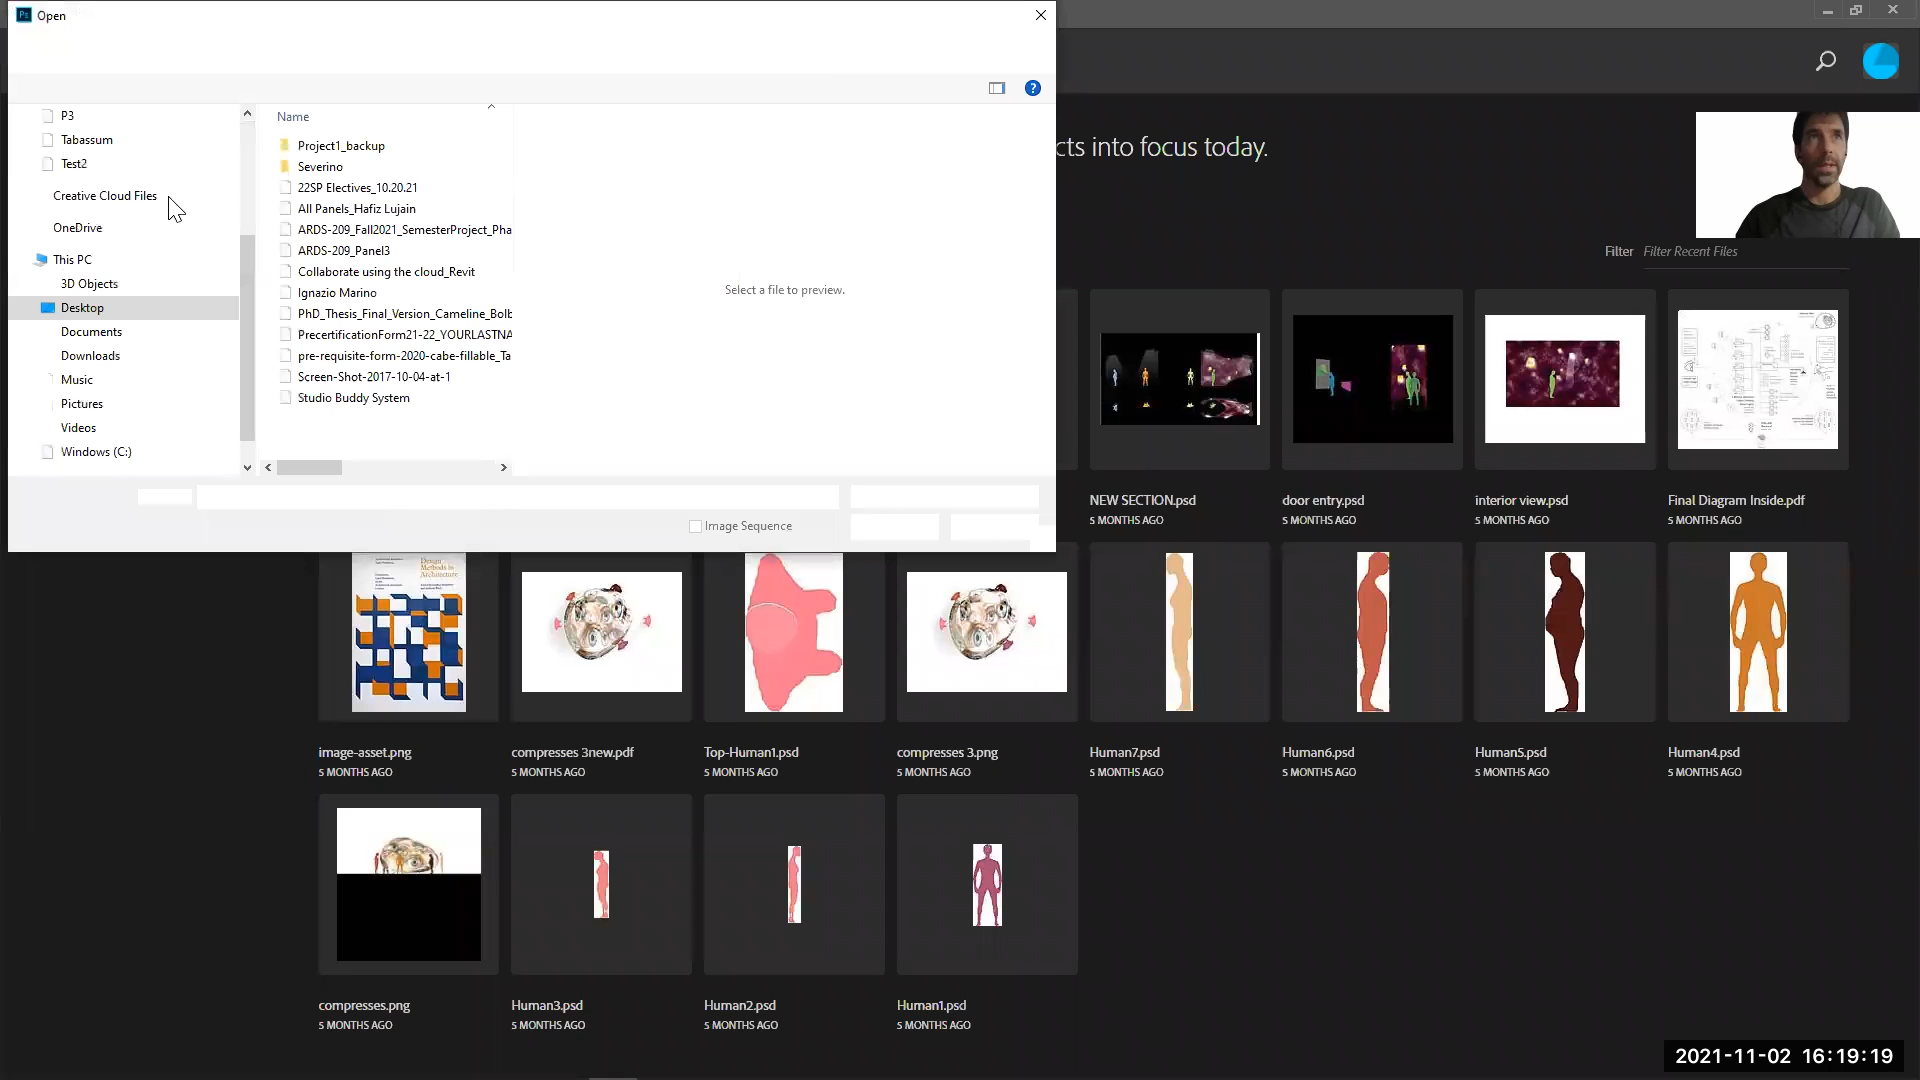 Open
P3
Tabassum
Test2
Creative Cloud Files
OneDrive
This PC
3D Objects
Desktop
Documents
Downloads
Music
Pictures
Videos
Windows (C:)
Name
Project1_backup
Severino
22SP Electives_10.20.21
All Panels_Hafiz Lujain
ARDS-209_Fall2021_SemesterProject_Pha
ARDS-209_Panel3
Collaborate using the cloud_Revit
Ignazio Marino
PhD_Thesis_Final_Version_Cameline_Bolb
PrecertificationForm21-22_YOURLASTNA
pre-requisite-form-2020-cabe-fillable_Ta
Screen-Shot-2017-10-04-at-1
Studio Buddy System
Select a file to preview.
Image Sequence
cts into focus today.
Filter Filter Recent Files
NEW SECTION.psd
5 MONTHS AGO
door entry.psd
5 MONTHS AGO
interior view.psd
5 MONTHS AGO
Final Diagram Inside.pdf
5 MONTHS AGO
Design
Methods in
Architecture
image-asset.png
5 MONTHS AGO
compresses 3new.pdf
5 MONTHS AGO
Top-Human1.psd
5 MONTHS AGO
compresses 3.png
5 MONTHS AGO
Human7.psd
5 MONTHS AGO
Human6.psd
5 MONTHS AGO
Human5.psd
5 MONTHS AGO
Human4.psd
5 MONTHS AGO
compresses.png
5 MONTHS AGO
Human3.psd
5 MONTHS AGO
Human2.psd
5 MONTHS AGO
Human1.psd
5 MONTHS AGO
2021-11-02 16:19:19